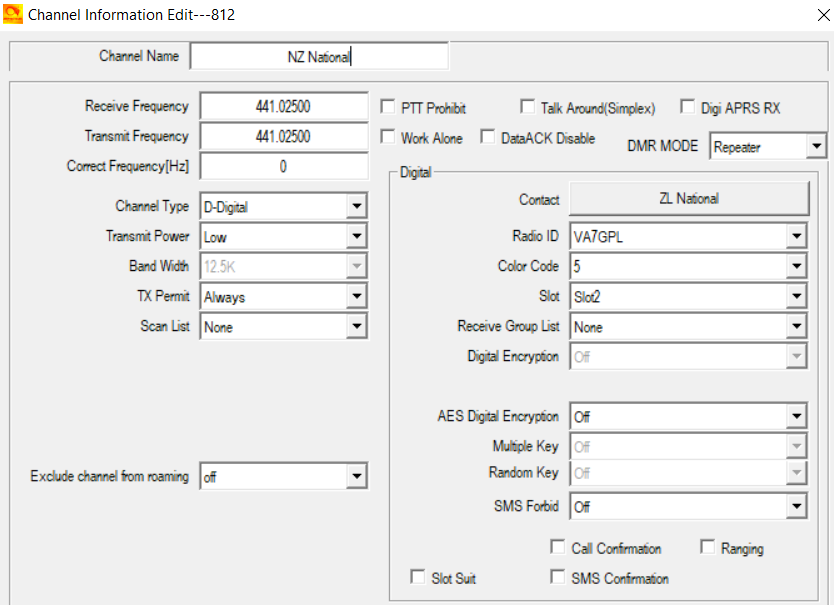 Channel Information Edit---812
Channel Name NZ National
Receive Frequency 441.02500 PTT Prohibit Talk Around(Simplex) Digi APRS RX
Transmit Frequency 441.02500 Work Alone DataACK Disable DMR MODE Repeater
Correct Frequency[Hz] 0
Digital
Channel Type D-Digital Contact ZL National
Transmit Power Low Radio ID VA7GPL
Band Width 12.5K Color Code 5
TX Permit Always Slot Slot2
Scan List None Receive Group List None
Digital Encryption Off
AES Digital Encryption Off
Multiple Key Off
Exclude channel from roaming off Random Key Off
SMS Forbid Off
Call Confirmation Ranging
Slot Suit SMS Confirmation